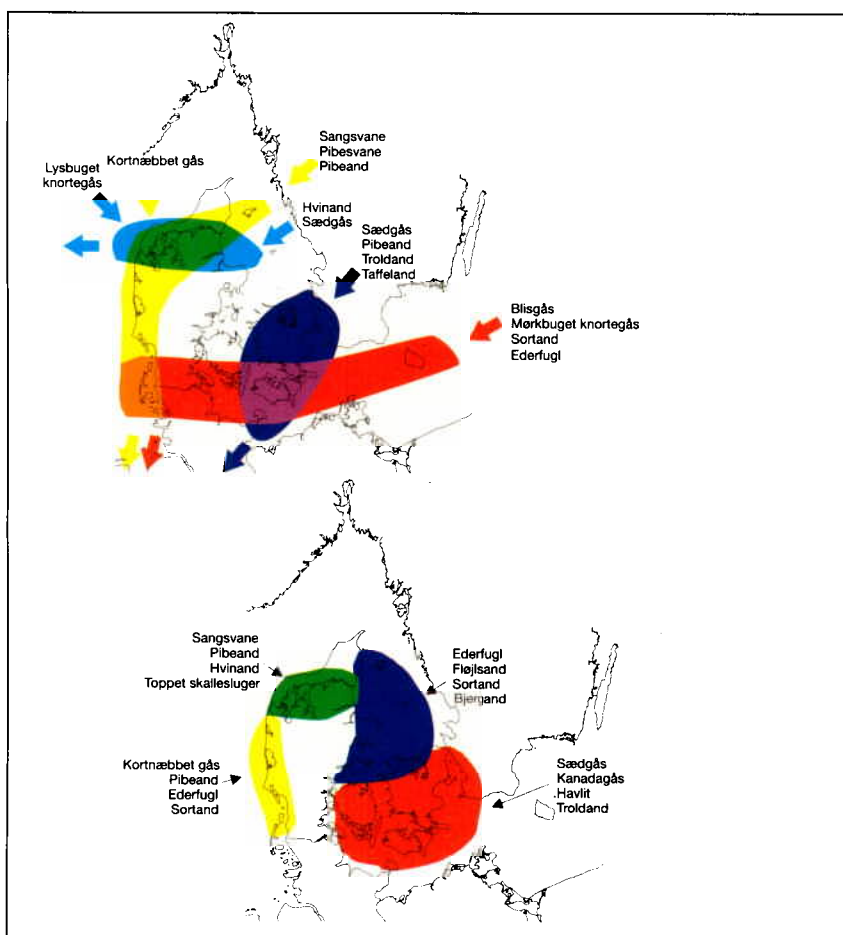 Sangsvane
Pibesvane
Pibeand
Kortnæbbet gås
Lysbuget
knortegås
Hvinand
Sædgås
Sædgås
Pibeand
Troldand
Taffeland
Blisgås
Mørkbuget knortegås
Sortand
Ederfugl
Sangsvane
Pibeand
Hvinand
Toppet skallesluger
Ederfugl
Fløjlsand
Sortand
Bjergand
Kortnæbbet gås
Pibeand
Ederfugl
Sortand
Sædgås
Kanadagås
Havlit
Troldand